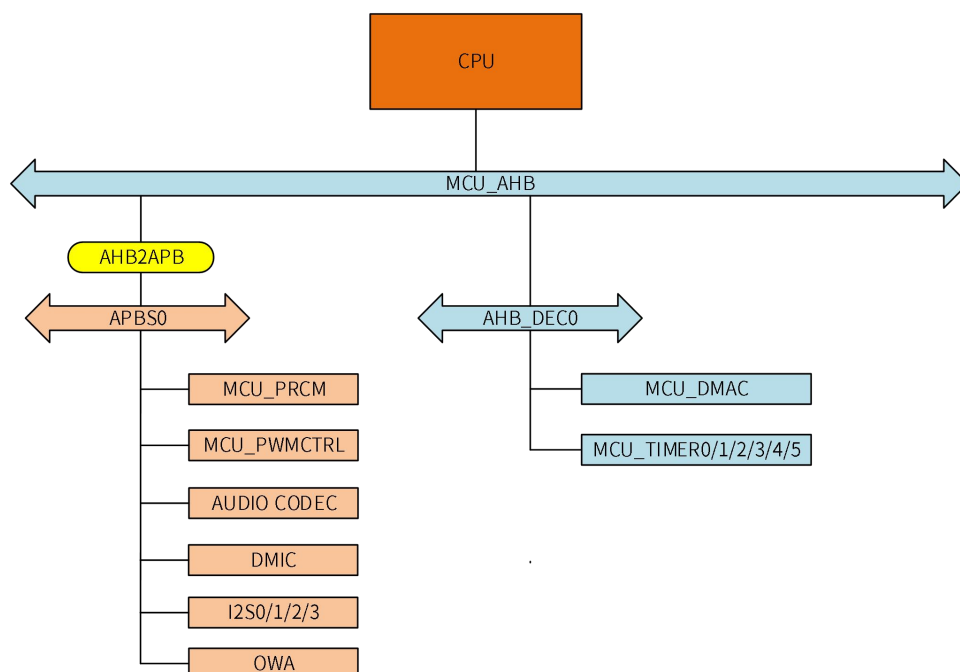 CPU
MCU_AHB
AHB2APB
APBS0
AHB_DEC0
MCU_PRCM
MCU_DMAC
MCU_PWMCTRL
MCU_TIMER0/1/2/3/4/5
AUDIO CODEC
DMIC
I2S0/1/2/3
OWA